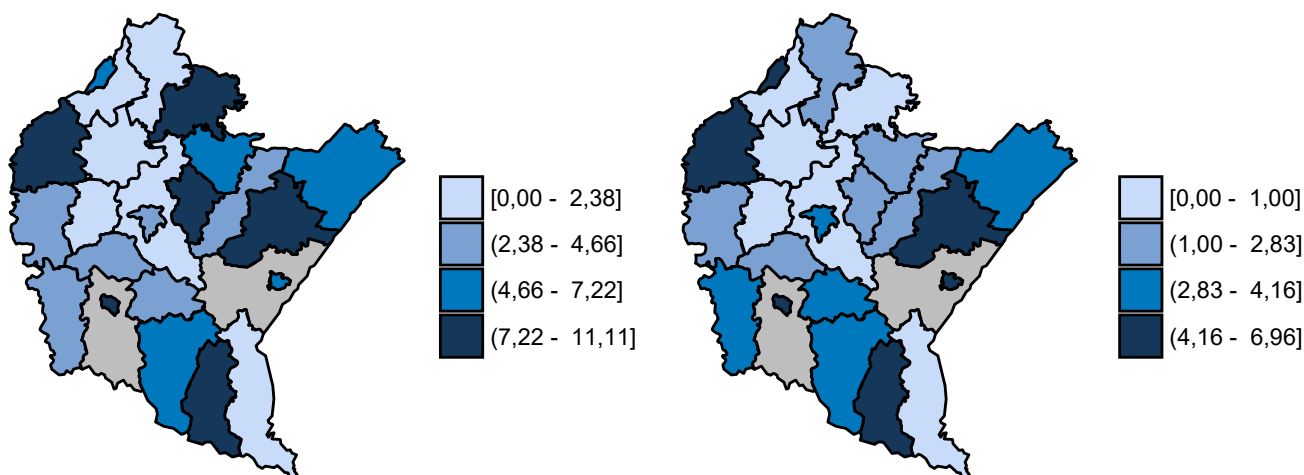 [0,00 - 2,38]
(2,38 - 4,66]
(4,66 - 7,22]
(7,22 - 11,11]
[0,00 - 1,00]
(1,00 - 2,83]
(2,83 - 4,16]
(4,16 - 6,96]